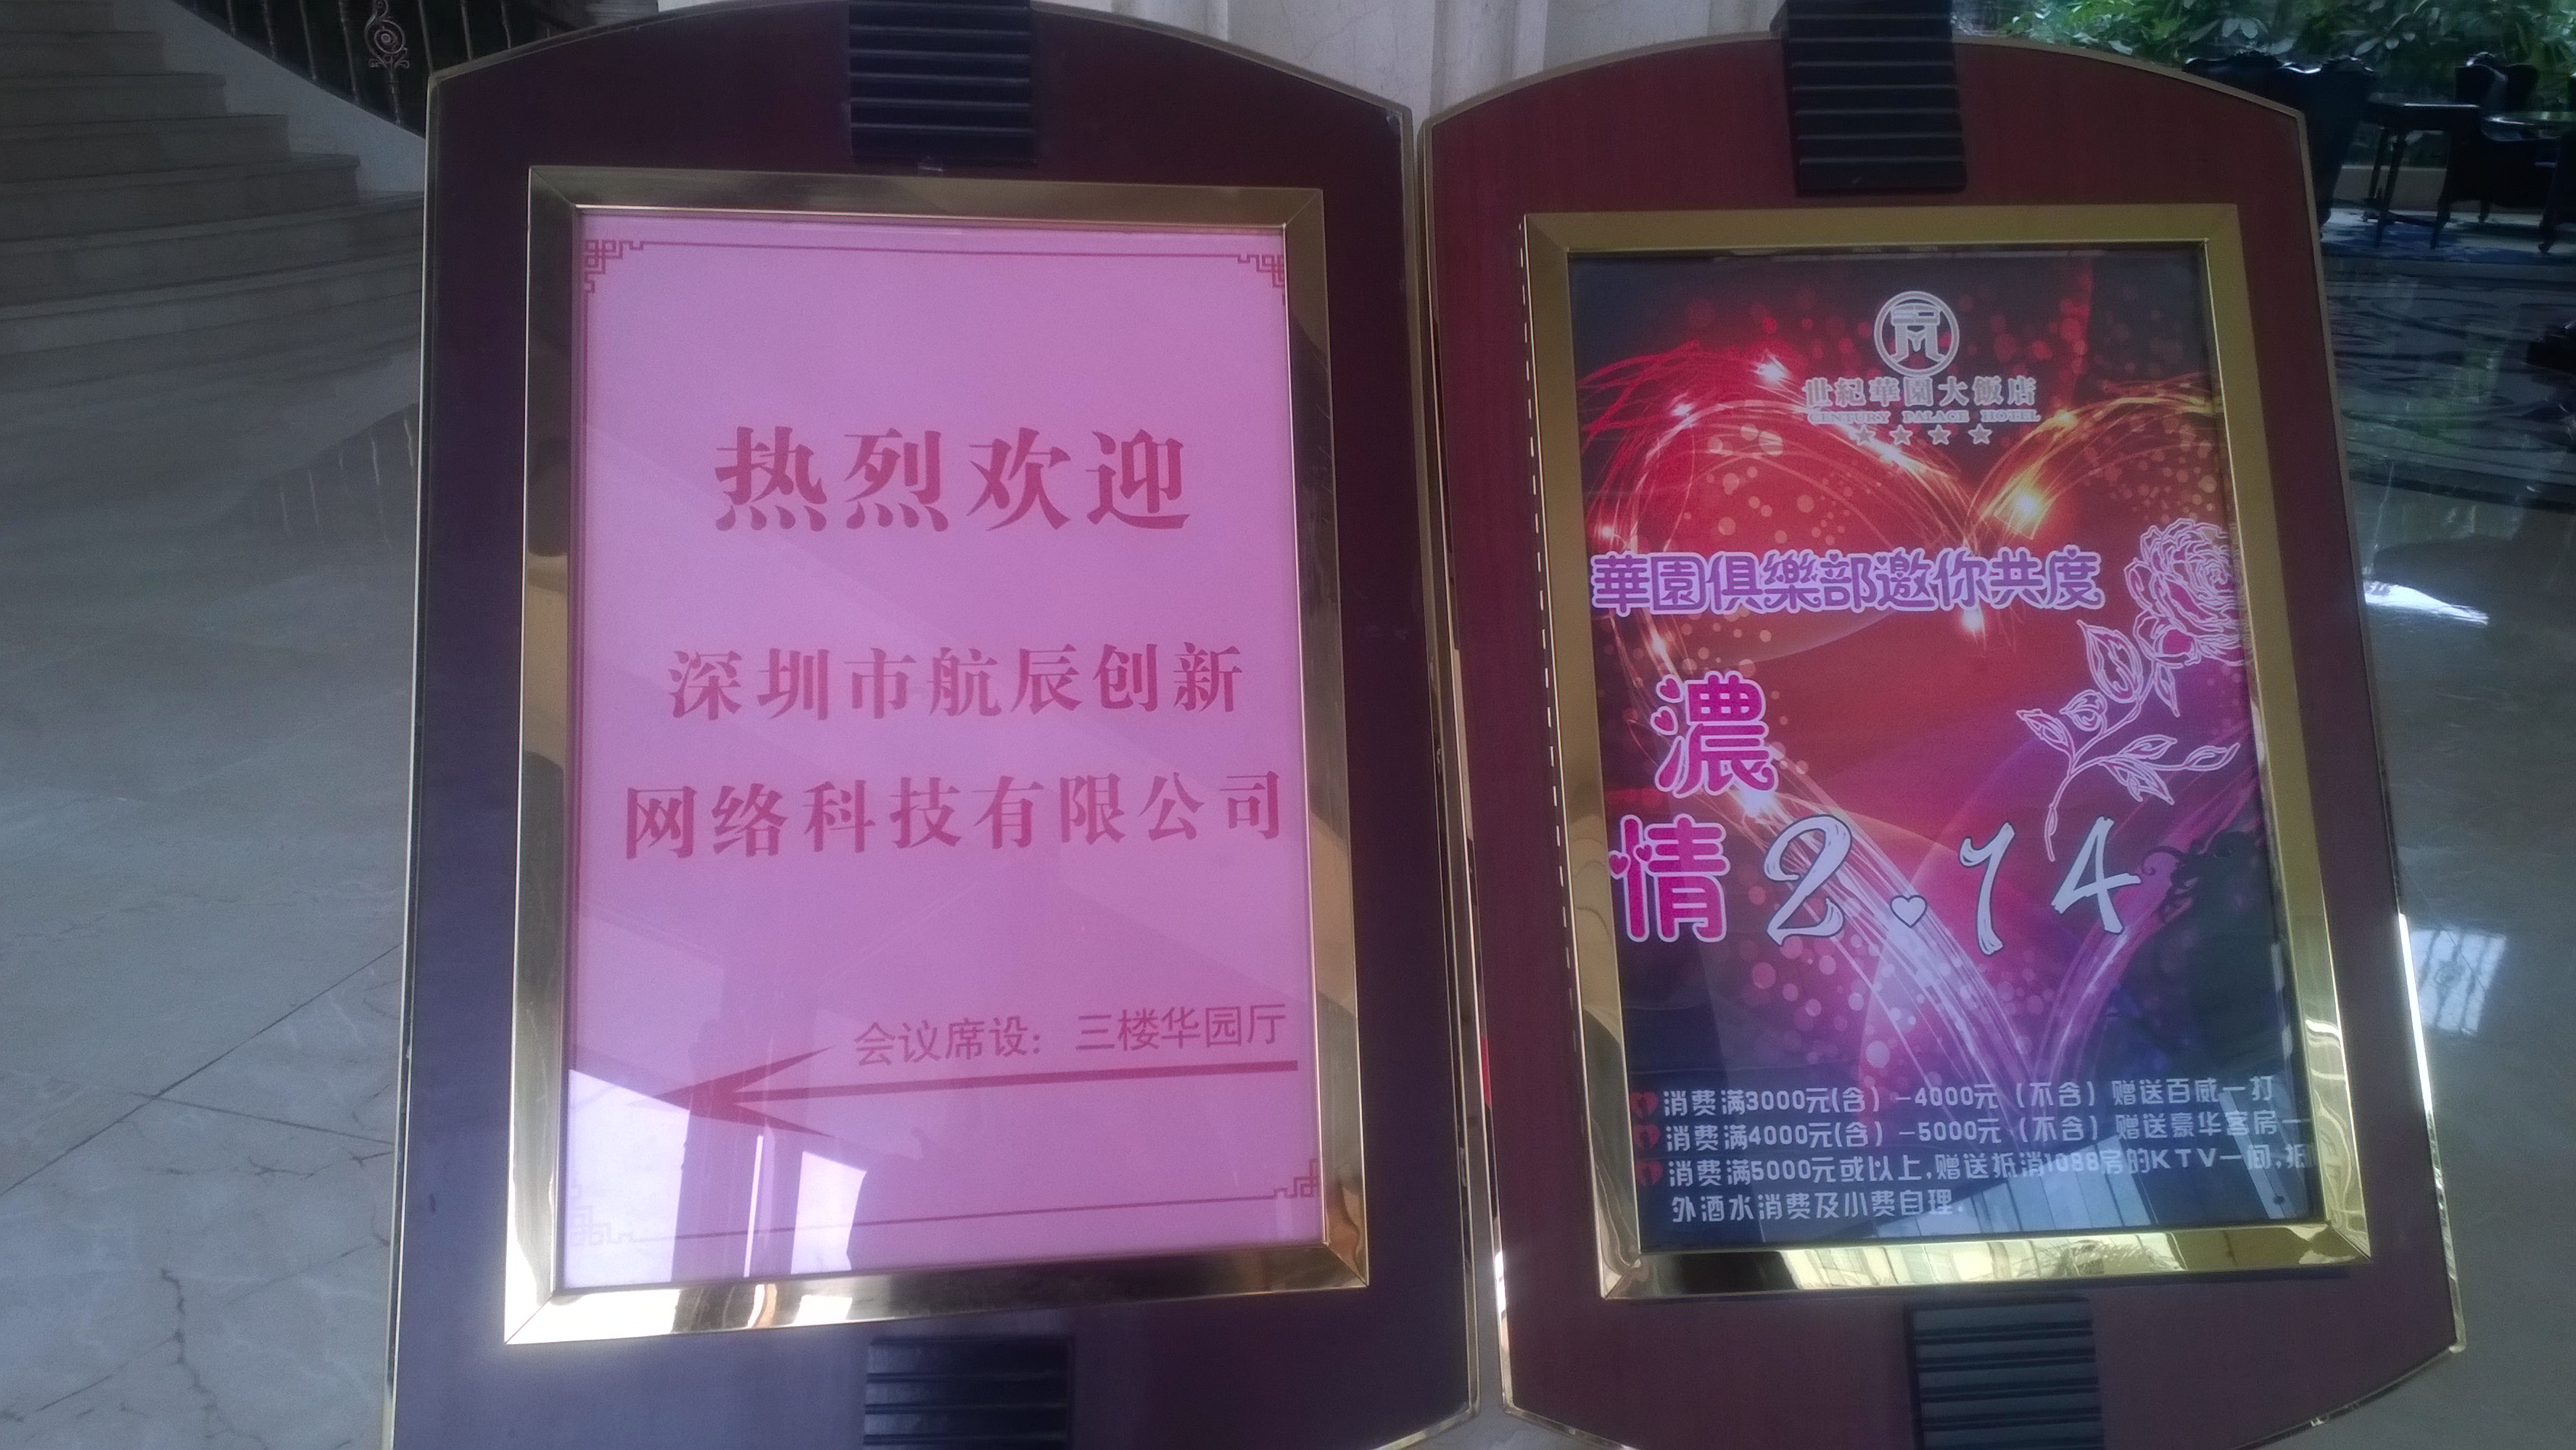 热烈欢迎
深圳市航辰创新
网络科技有限公司
会议席设：三楼华园厅
世紀華園大飯店
CENTURY PALACE HOTEL
華園俱樂部邀你共度
濃
情 2.14
消费满3000元(含）-4000元（不含）赠送百威一打
消费满4000元(含）-5000元（不含）赠送豪华客房一
消费满5000元或以上,赠送抵消1088房的KTV一间,抵
外酒水消费及小费自理.